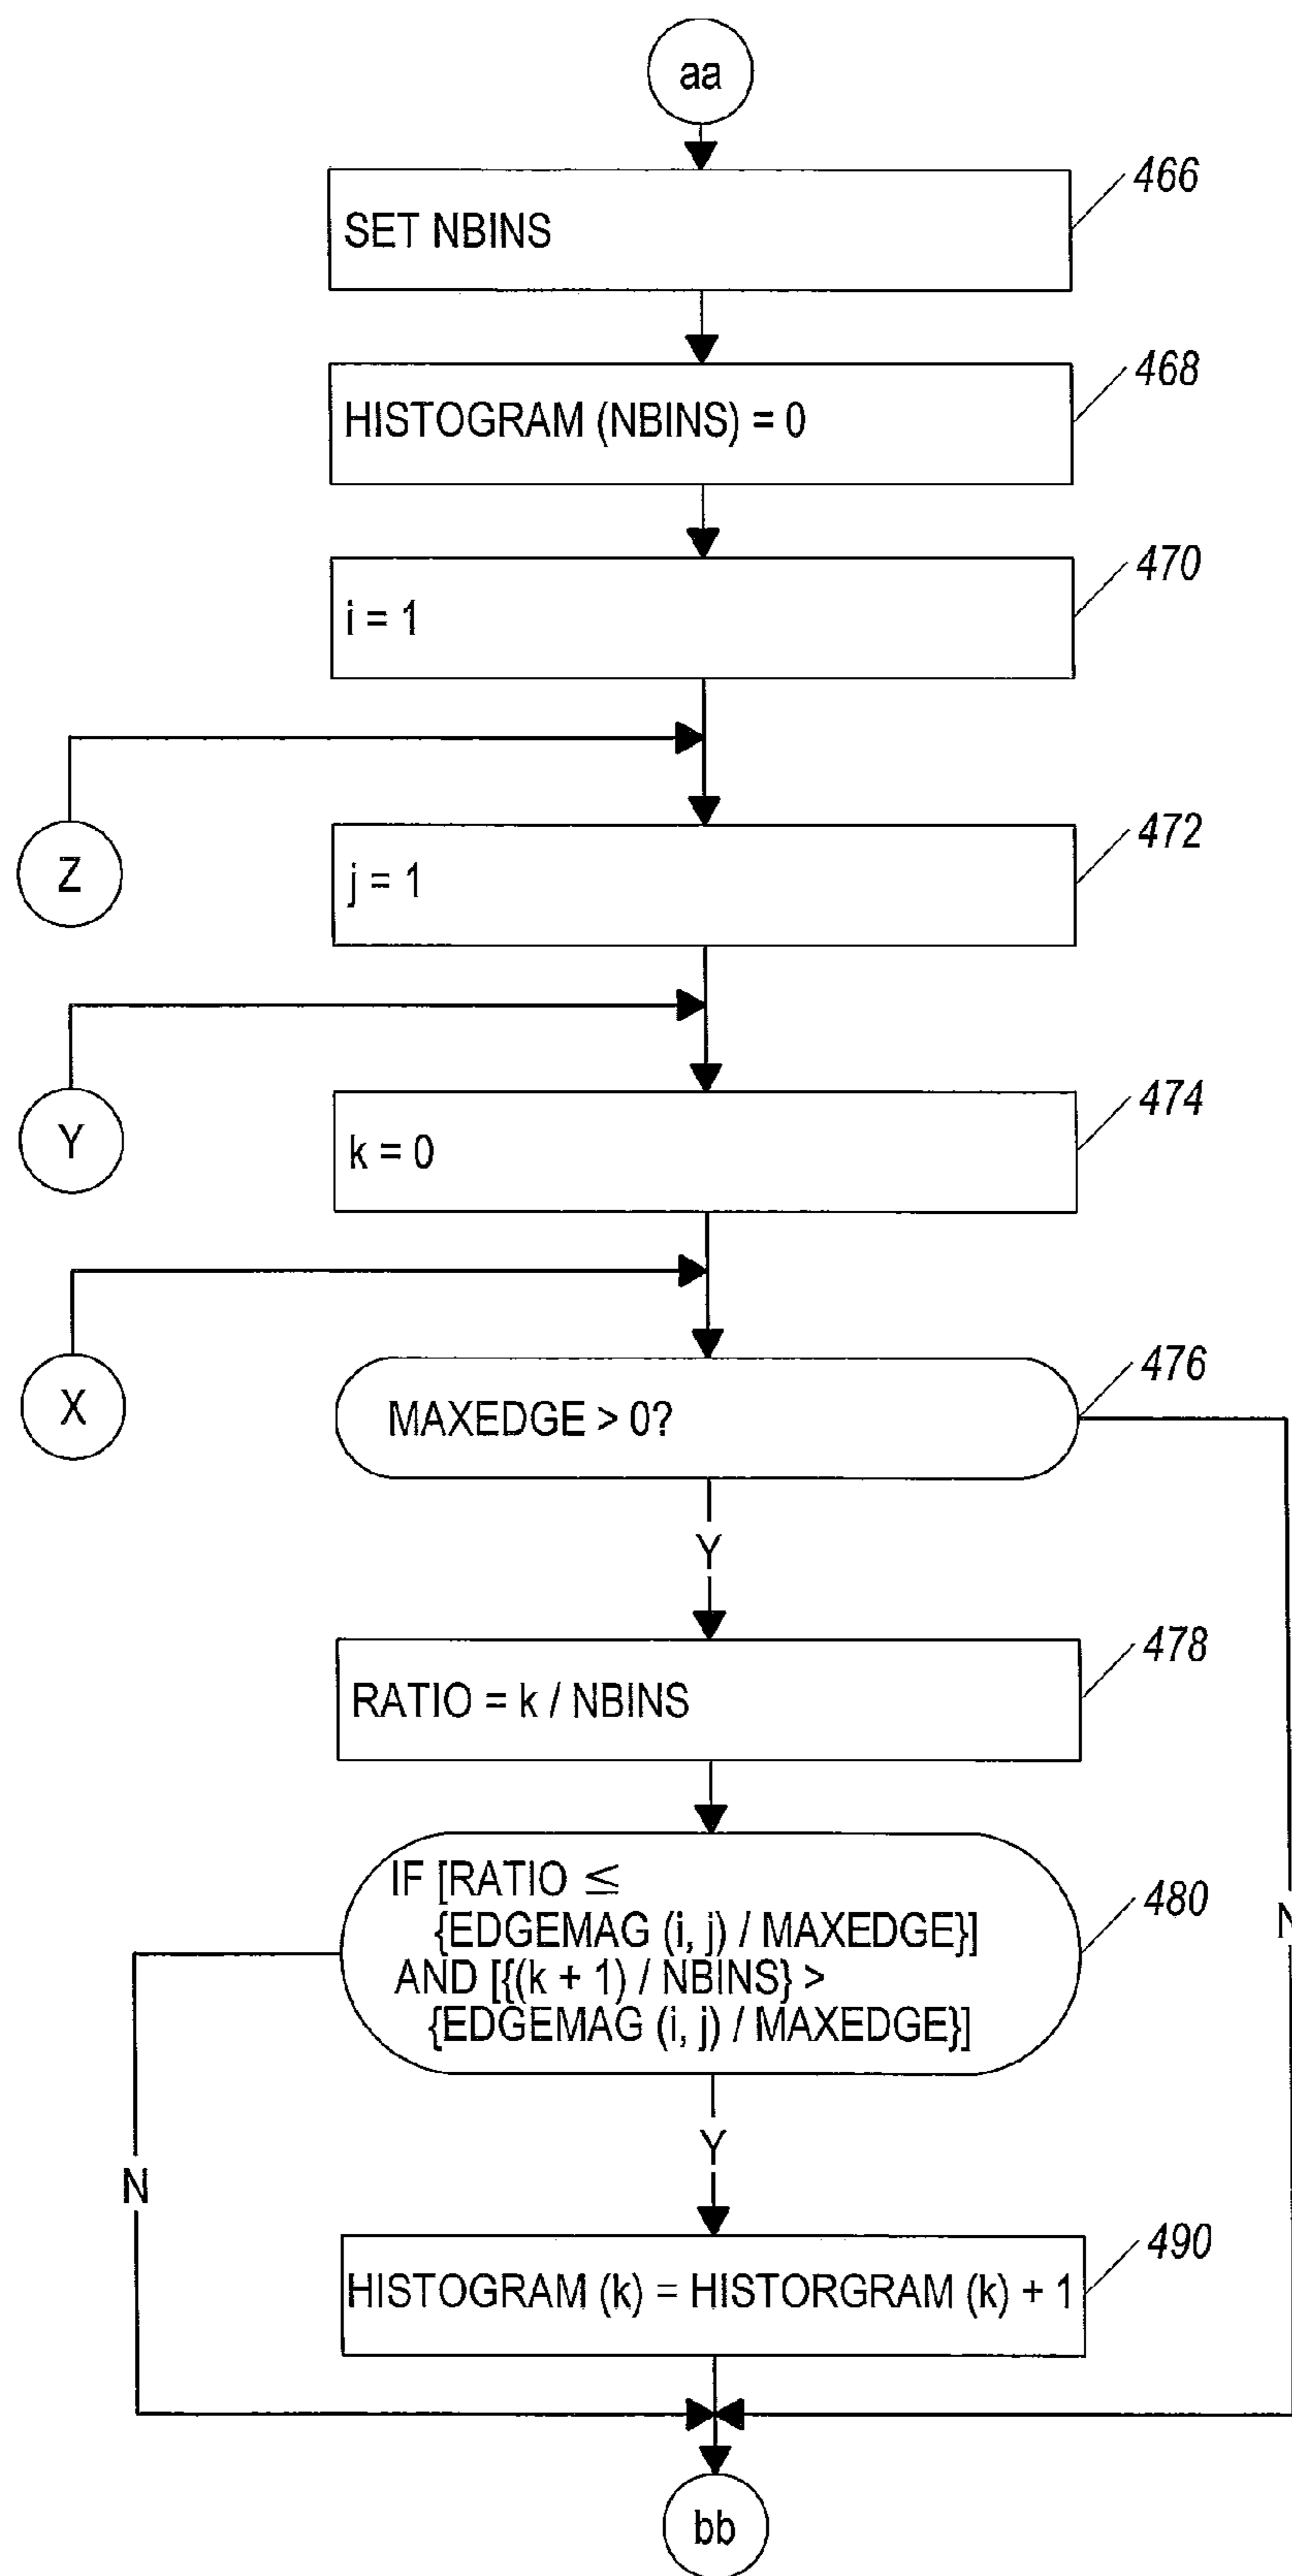 aa
466
SET NBINS
468
HISTOGRAM (NBINS) = 0
470
i = 1
Z
472
j = 1
Y
474
k = 0
X
476
MAXEDGE > 0?
Y
478
RATIO = k / NBINS
480
IF [RATIO ≤
{EDGEMAG (i, j) / MAXEDGE}]
AND [{(k + 1) / NBINS} >
{EDGEMAG (i, j) / MAXEDGE}]
N
Y
N
490
HISTOGRAM (k) = HISTORGRAM (k) + 1
bb